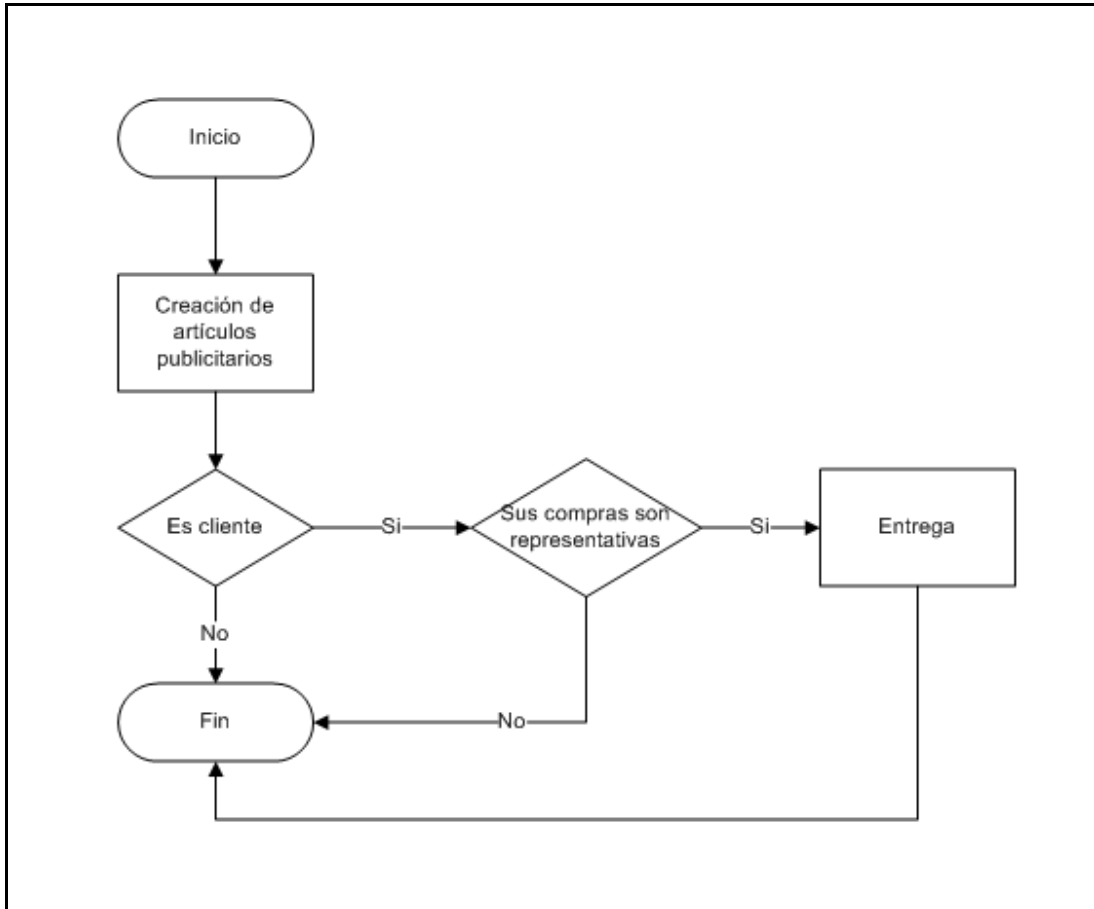 Inicio
Creación de
artículos
publicitarios
Es cliente
Si
Sus compras son
representativas
Si
Entrega
No
Fin
No